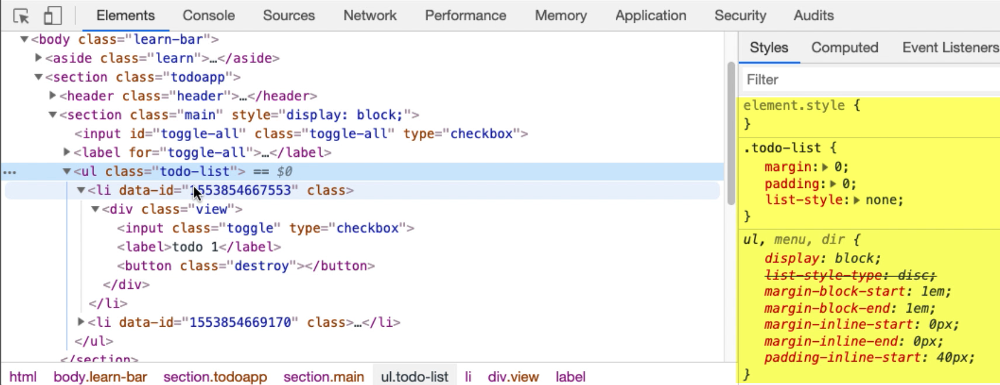 Elements Console Sources Network Performance Memory Application Security Audits
<body class="learn-bar">
<aside class="learn">…</aside>
<section class="todoapp">
<header class="header">…</header>
<section class="main" style="display: block;">
<input id="toggle-all" class="toggle-all" type="checkbox">
<label for="toggle-all">…</label>
<ul class="todo-list"> == $0
<li data-id="1553854667553" class>
<div class="view">
<input class="toggle" type="checkbox">
<label>todo 1</label>
<button class="destroy"></button>
</div>
</li>
<li data-id="1553854669170" class>…</li>
</ul>
</section>
html body.learn-bar section.todoapp section.main ul.todo-list li div.view label
Styles Computed Event Listeners
Filter
element.style {
}
.todo-list {
margin: 0;
padding: 0;
list-style: none;
}
ul, menu, dir {
display: block;
list-style-type: disc;
margin-block-start: 1em;
margin-block-end: 1em;
margin-inline-start: 0px;
margin-inline-end: 0px;
padding-inline-start: 40px;
}